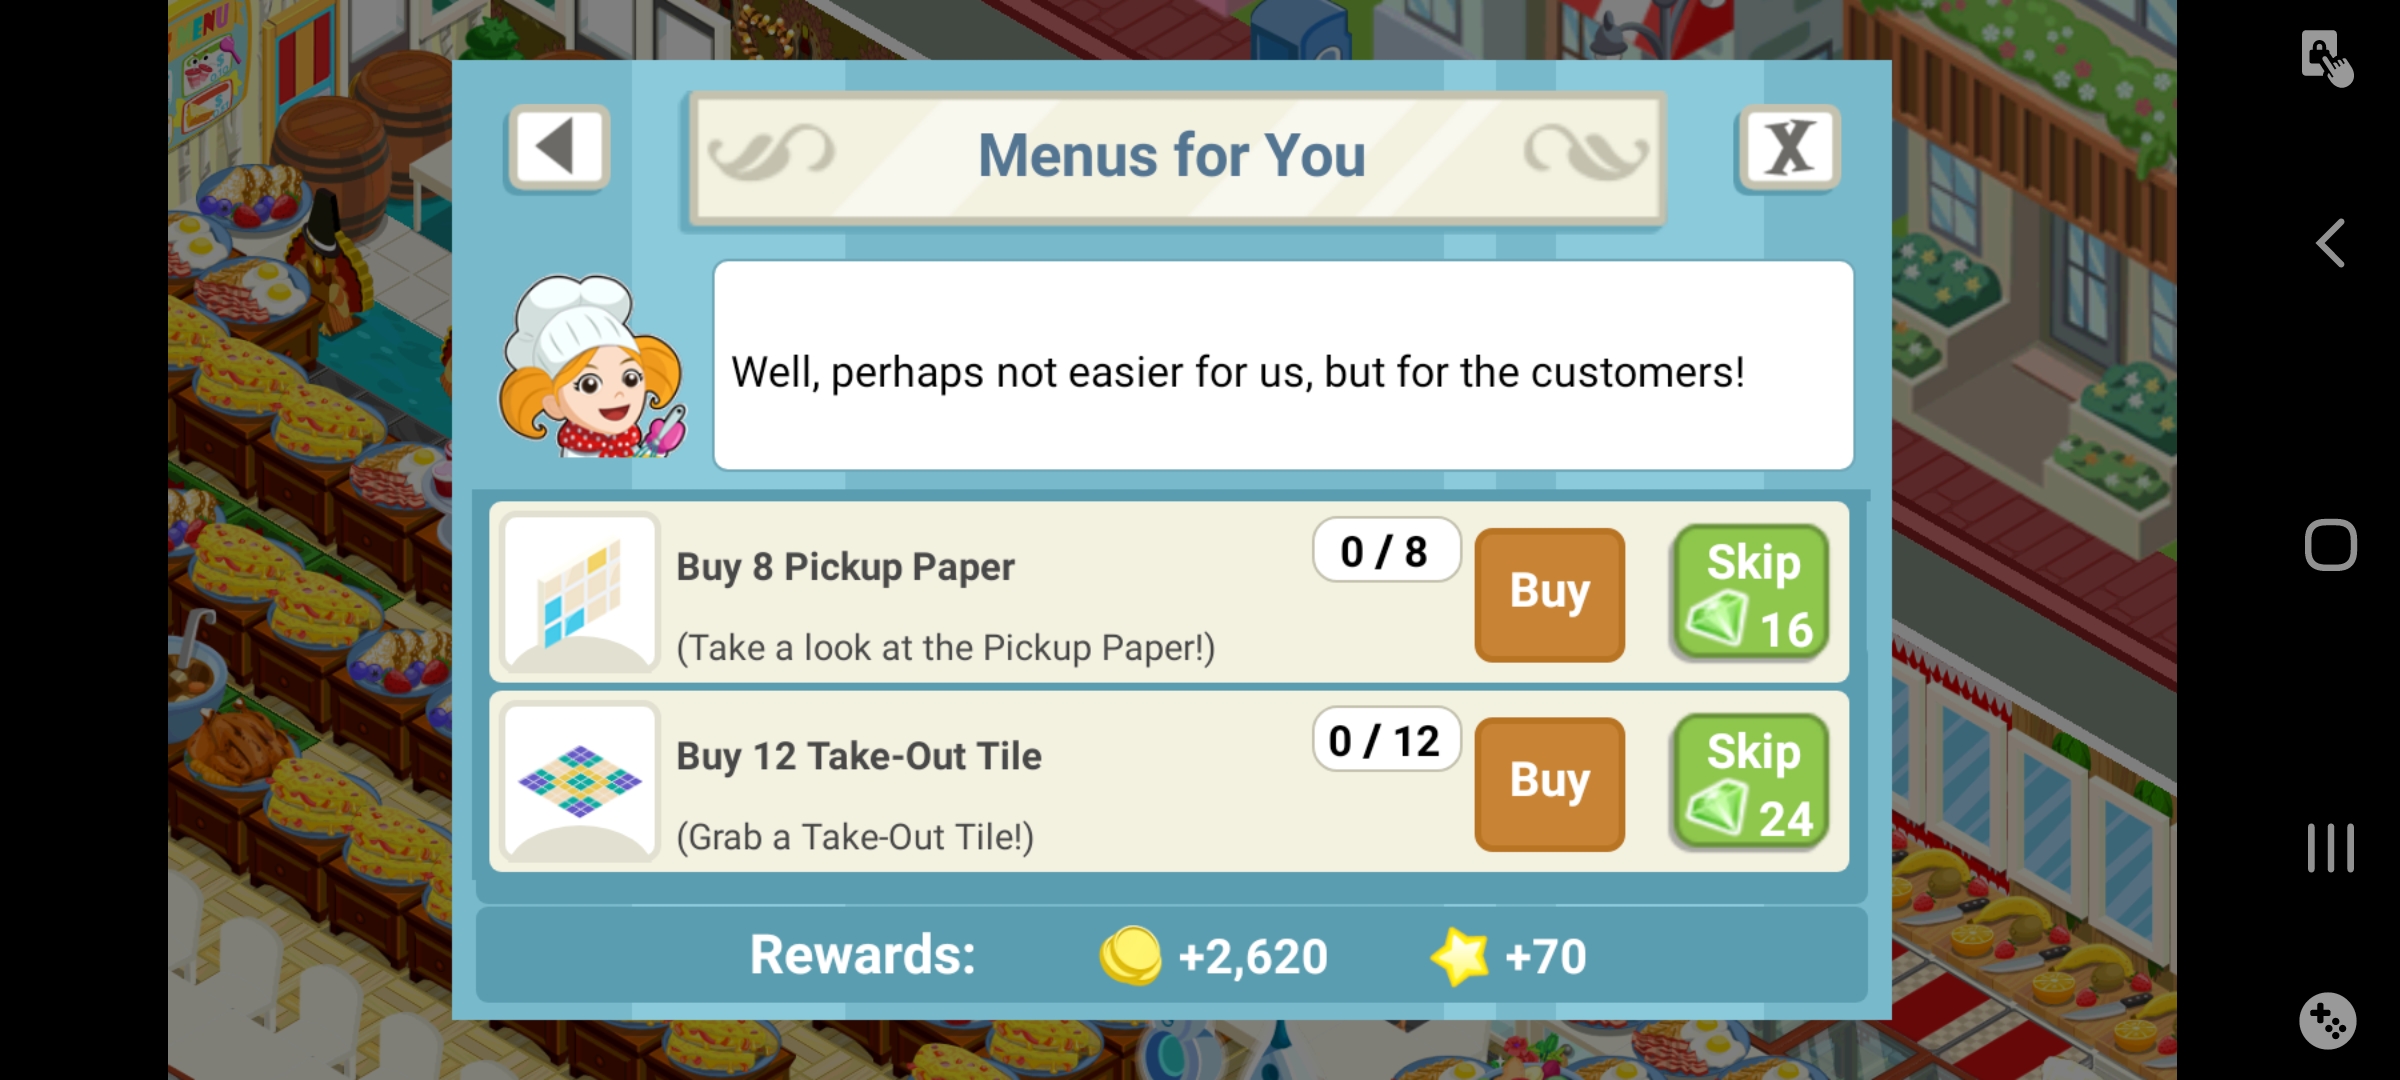 ENU
Menus for You
X
Well, perhaps not easier for us, but for the customers!
Buy 8 Pickup Paper
(Take a look at the Pickup Paper!)
0 / 8
Buy
Skip
16
Buy 12 Take-Out Tile
(Grab a Take-Out Tile!)
0 / 12
Buy
Skip
24
Rewards: +2,620 +70